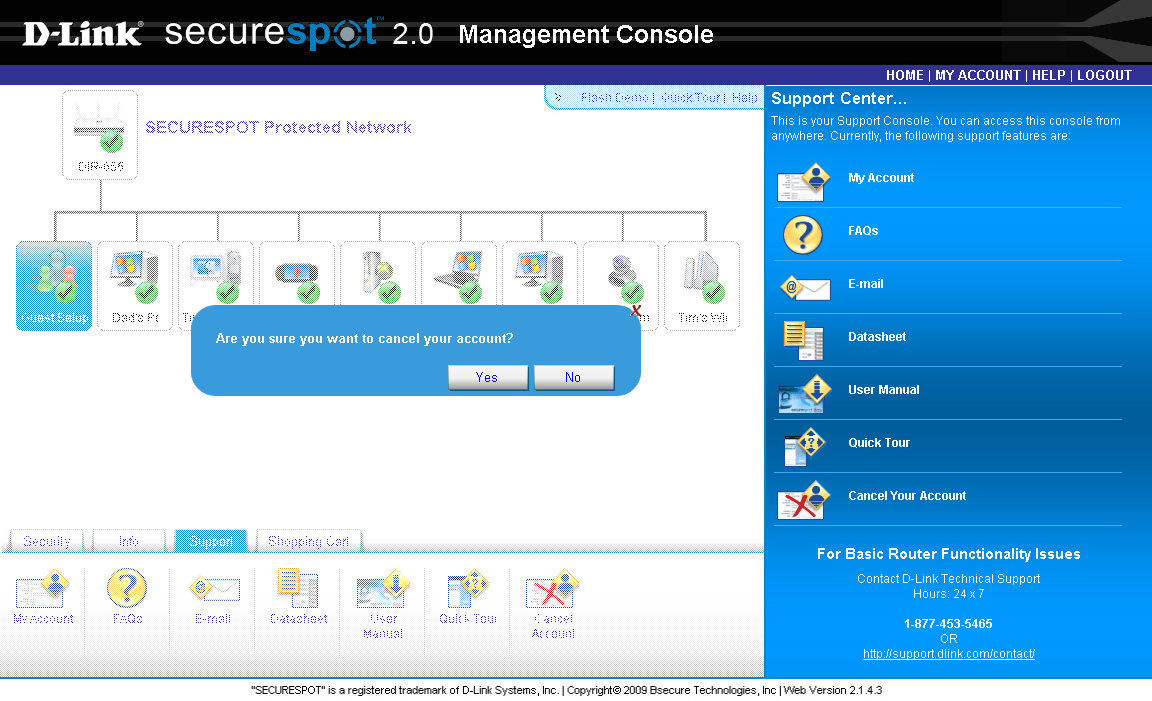 D-Link® securespot™ 2.0 Management Console
HOME | MY ACCOUNT | HELP | LOGOUT
Flash Demo | Quick Tour | Help
DIR-655
SECURESPOT Protected Network
Guest Setup
Dad's Pc
Tim's Wi
Are you sure you want to cancel your account?
X
Yes No
Security Info Support Shopping Cart
My Account
FAQs
E-mail
Datasheet
User
Manual
Quick Tour
Cancel
Account
Support Center...
This is your Support Console. You can access this console from
anywhere. Currently, the following support features are:
My Account
FAQs
E-mail
Datasheet
User Manual
Quick Tour
Cancel Your Account
For Basic Router Functionality Issues
Contact D-Link Technical Support
Hours: 24 x 7
1-877-453-5465
OR
http://support.dlink.com/contact/
"SECURESPOT" is a registered trademark of D-Link Systems, Inc. | Copyright© 2009 Bsecure Technologies, Inc | Web Version 2.1.4.3